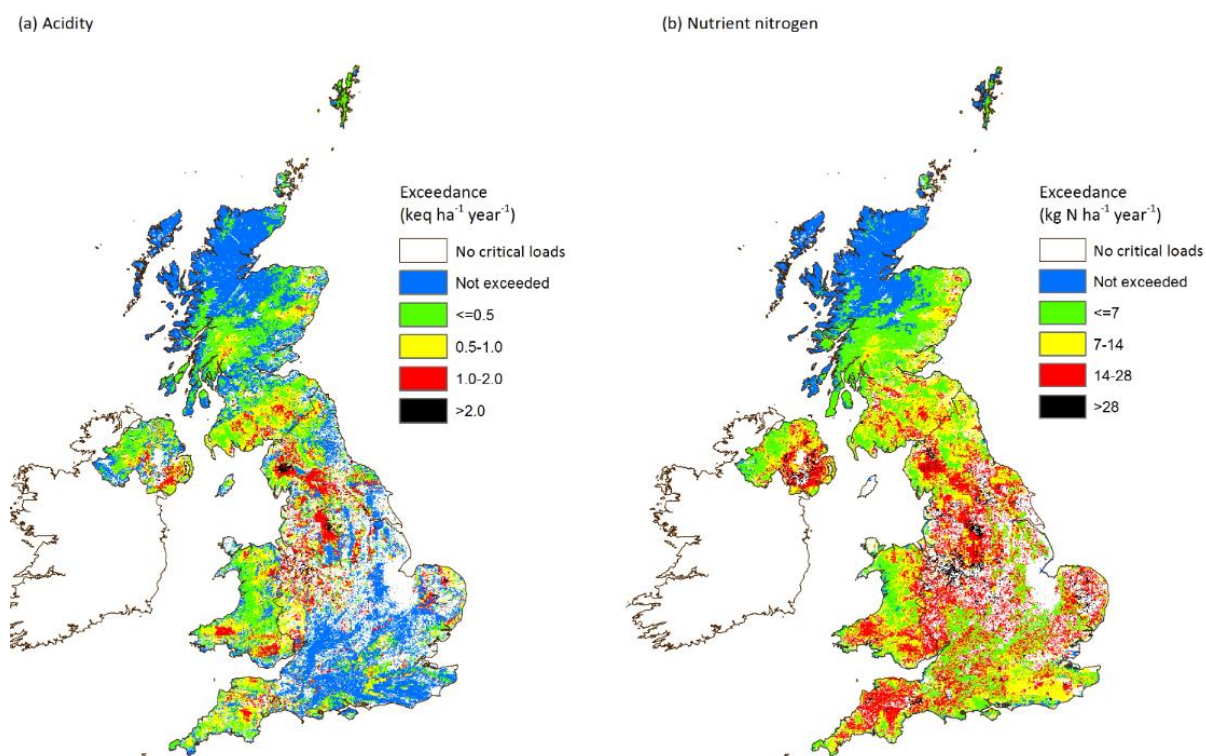 (a) Acidity
Exceedance
(keq ha⁻¹ year⁻¹)
No critical loads
Not exceeded
<=0.5
0.5-1.0
1.0-2.0
>2.0
(b) Nutrient nitrogen
Exceedance
(kg N ha⁻¹ year⁻¹)
No critical loads
Not exceeded
<=7
7-14
14-28
>28